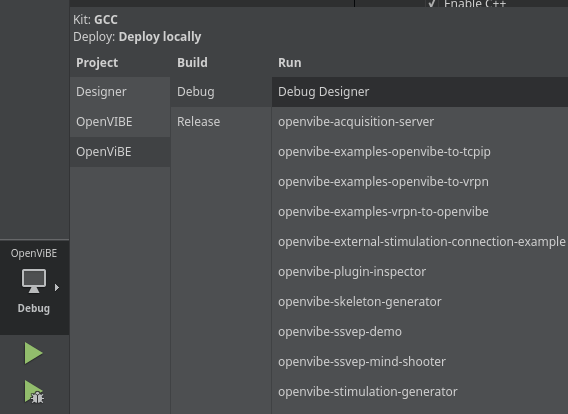 Enable C++
Kit: GCC
Deploy: Deploy locally
Project Build Run
Designer Debug Debug Designer
OpenVIBE Release openvibe-acquisition-server
OpenViBE openvibe-examples-openvibe-to-tcpip
openvibe-examples-openvibe-to-vrpn
openvibe-examples-vrpn-to-openvibe
openvibe-external-stimulation-connection-example
OpenViBE
openvibe-plugin-inspector
Debug openvibe-skeleton-generator
openvibe-ssvep-demo
openvibe-ssvep-mind-shooter
openvibe-stimulation-generator